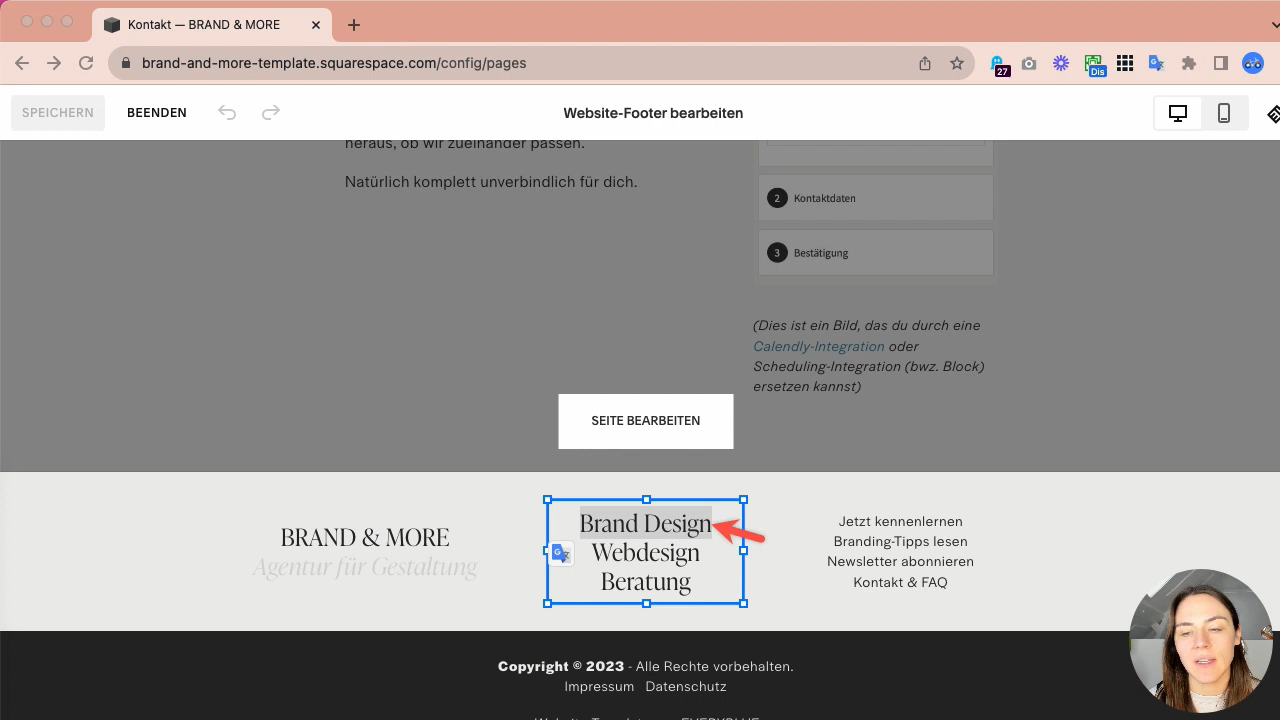 Kontakt — BRAND & MORE
brand-and-more-template.squarespace.com/config/pages
27
Dis
SPEICHERN
BEENDEN
Website-Footer bearbeiten
heraus, ob wir zueinander passen.
Natürlich komplett unverbindlich für dich.
2 Kontaktdaten
3 Bestätigung
(Dies ist ein Bild, das du durch eine
Calendly-Integration oder
Scheduling-Integration (bwz. Block)
ersetzen kannst)
SEITE BEARBEITEN
BRAND & MORE
Agentur für Gestaltung
Brand Design
Webdesign
Beratung
Jetzt kennenlernen
Branding-Tipps lesen
Newsletter abonnieren
Kontakt & FAQ
Copyright © 2023 - Alle Rechte vorbehalten.
Impressum Datenschutz